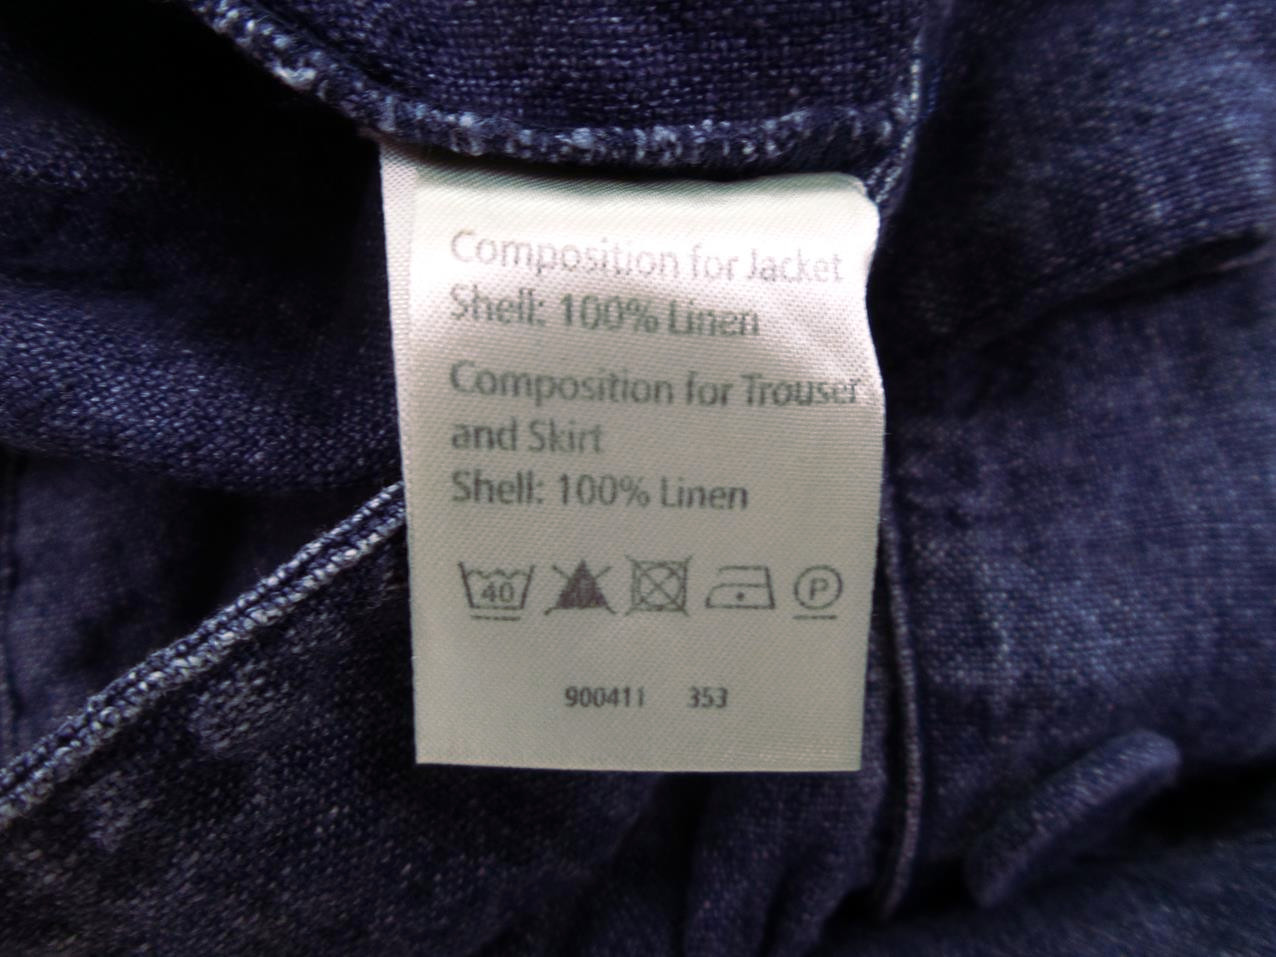 Composition for Jacket
Shell: 100% Linen
Composition for Trouser
and Skirt
Shell: 100% Linen
40 P
900411 353